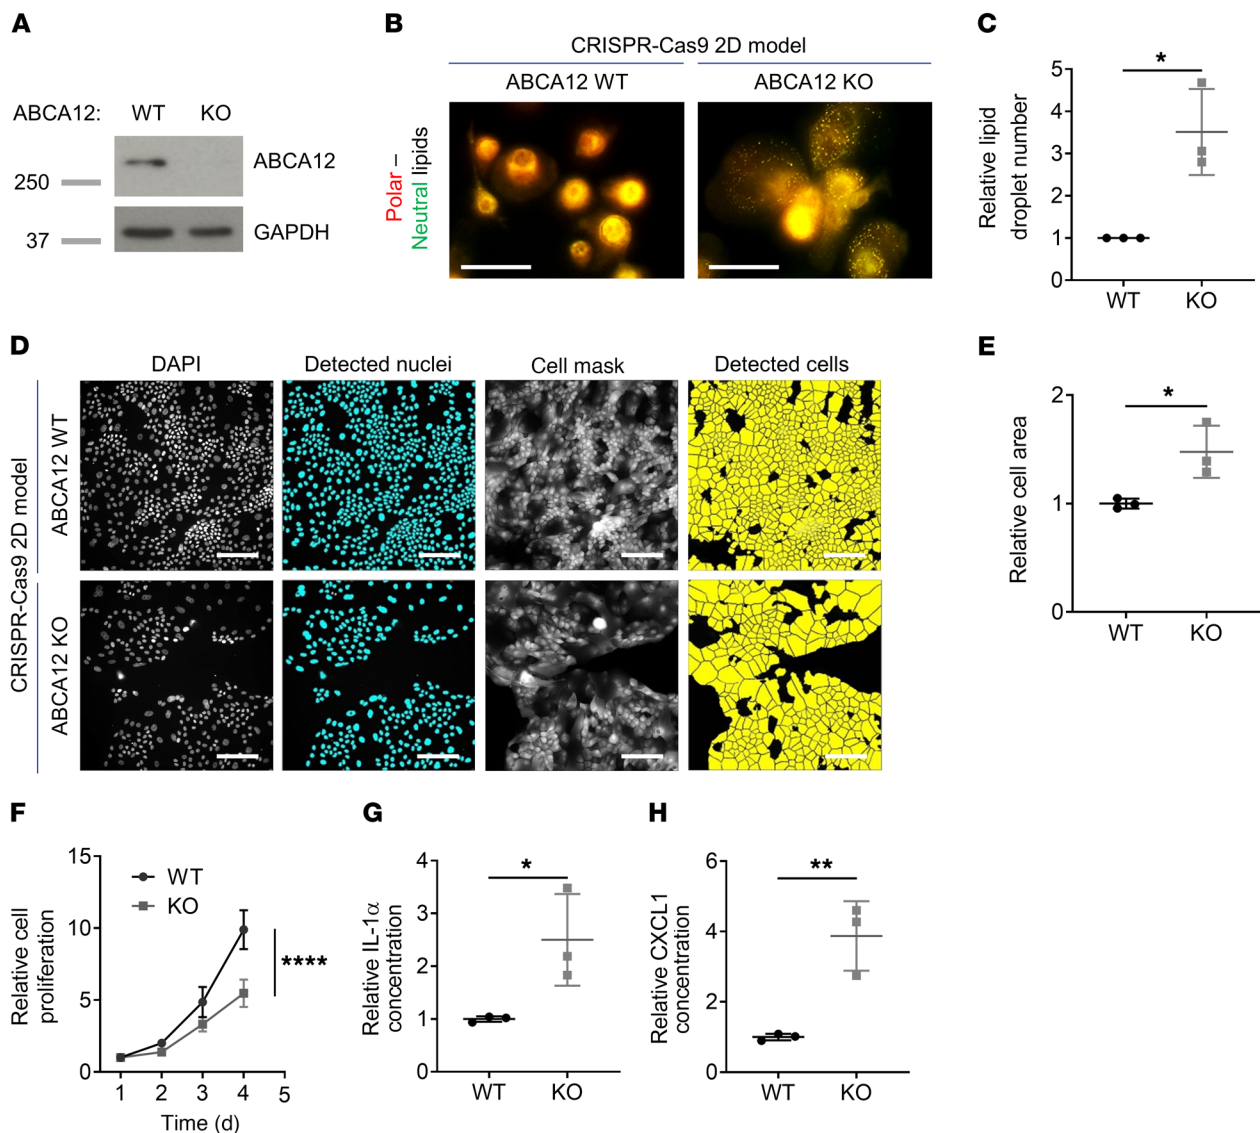 A
ABCA12: WT KO
ABCA12
250
GAPDH
37
B
CRISPR-Cas9 2D model
ABCA12 WT ABCA12 KO
Polar –
Neutral lipids
C
Relative lipid
droplet number
*
5
4
3
2
1
0
WT KO
D
DAPI Detected nuclei Cell mask Detected cells
CRISPR-Cas9 2D model
ABCA12 WT
ABCA12 KO
E
Relative cell area
*
2
1
0
WT KO
F
Relative cell
proliferation
15
10
5
0
WT
KO
****
1 2 3 4 5
Time (d)
G
Relative IL-1α
concentration
*
4
3
2
1
0
WT KO
H
Relative CXCL1
concentration
**
6
4
2
0
WT KO